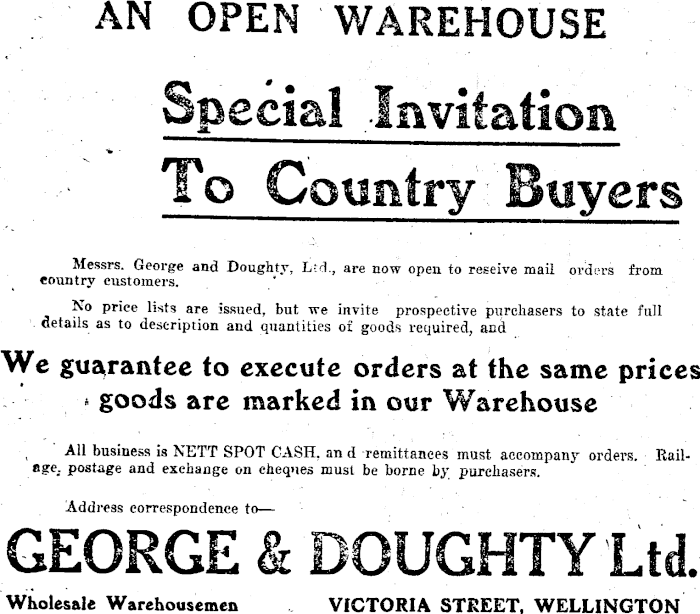 AN OPEN WAREHOUSE
Special Invitation
To Country Buyers
Messrs. George and Doughty, Ltd., are now open to reseive mail orders from
country customers.
No price lists are issued, but we invite prospective purchasers to state full
details as to description and quantities of goods required, and
We guarantee to execute orders at the same prices
goods are marked in our Warehouse
All business is NETT SPOT CASH, and remittances must accompany orders. Rail-
age, postage and exchange on cheques must be borne by purchasers.
Address correspondence to—
GEORGE & DOUGHTY Ltd.
Wholesale Warehousemen VICTORIA STREET, WELLINGTON